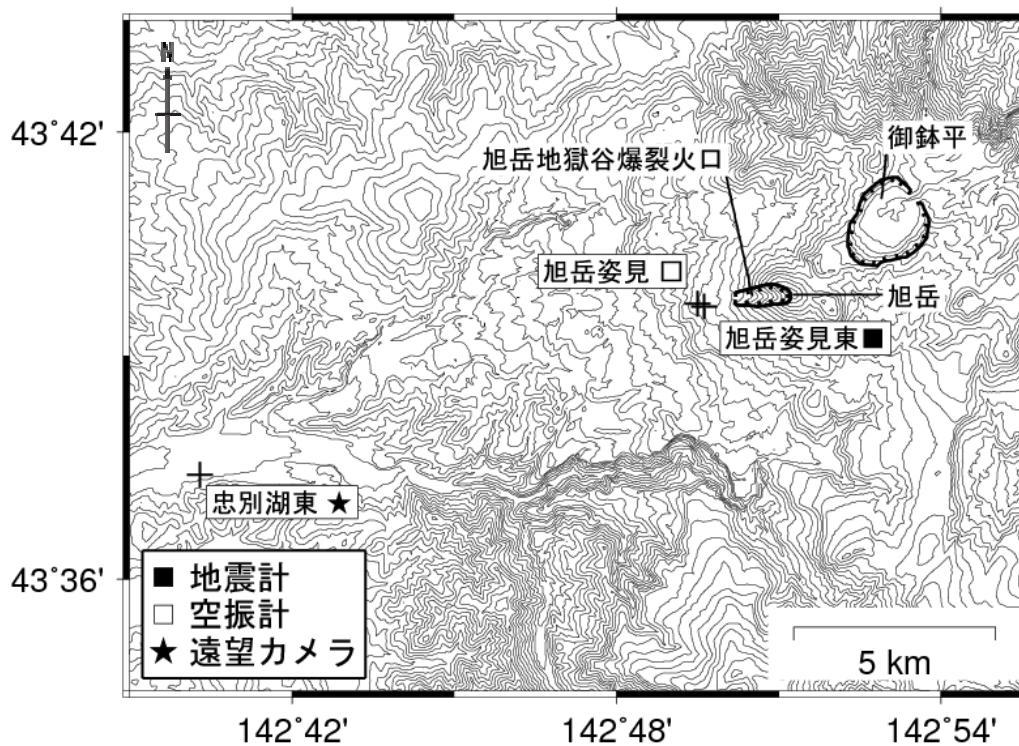 N
43°42'
御鉢平
旭岳地獄谷爆裂火口
旭岳姿見 □
旭岳
旭岳姿見東■
忠別湖東 ★
43°36'
■ 地震計
□ 空振計
★ 遠望カメラ
5 km
142°42'
142°48'
142°54'